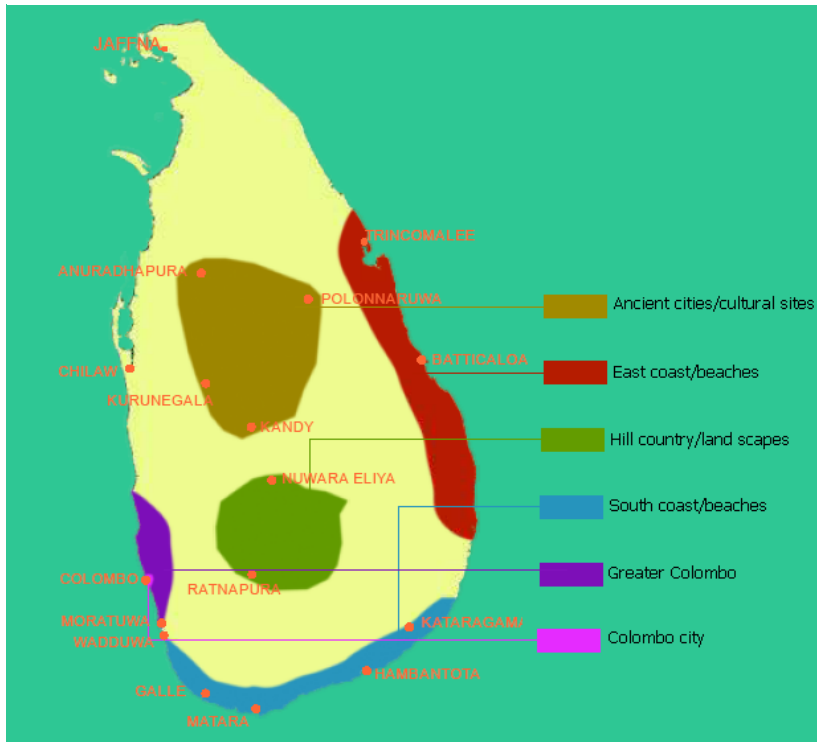 JAFFNA
TRINCOMALEE
ANURADHAPURA
POLONNARUWA
Ancient cities/cultural sites
BATTICALOA
CHILAW
East coast/beaches
KURUNEGALA
KANDY
Hill country/land scapes
NUWARA ELIYA
South coast/beaches
COLOMBO
RATNAPURA
Greater Colombo
MORATUWA
KATARAGAMA
WADDUWA
Colombo city
HAMBANTOTA
GALLE
MATARA